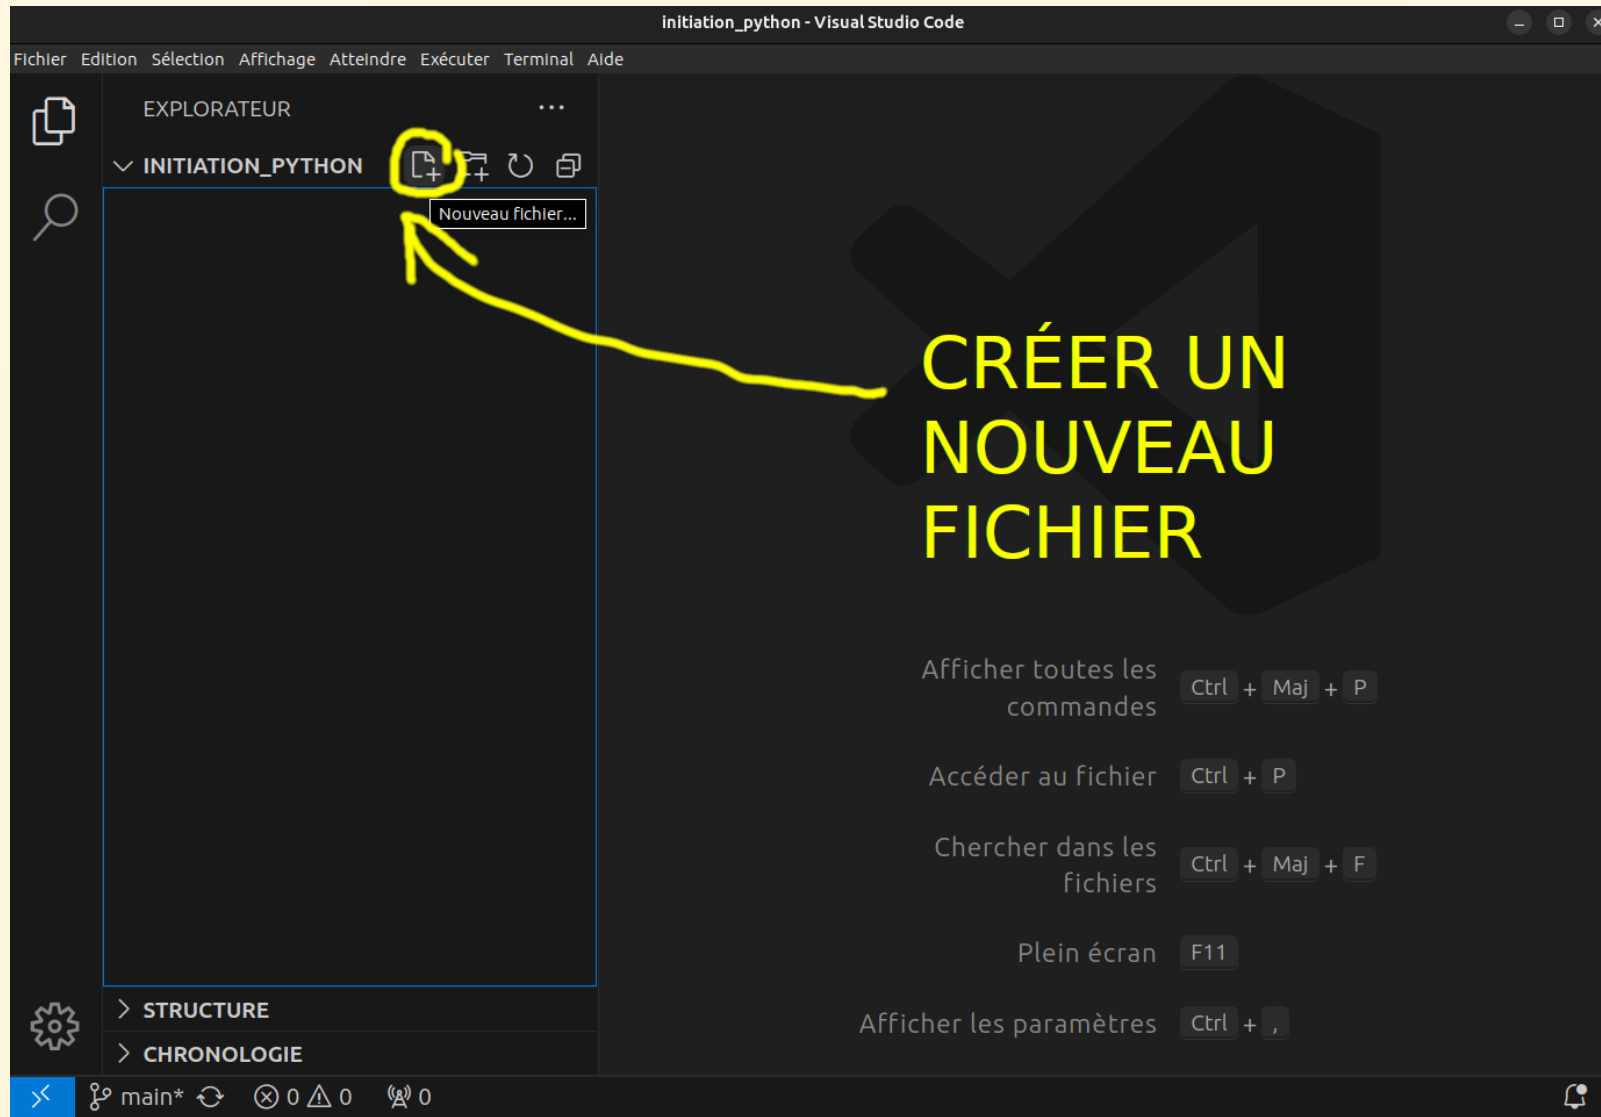 initiation_python - Visual Studio Code
Fichier Edition Sélection Affichage Atteindre Exécuter Terminal Aide
EXPLORATEUR
INITIATION_PYTHON
Nouveau fichier...
CRÉER UN
NOUVEAU
FICHIER
Afficher toutes les
commandes
Ctrl + Maj + P
Accéder au fichier Ctrl + P
Chercher dans les
fichiers
Ctrl + Maj + F
Plein écran F11
Afficher les paramètres Ctrl + ,
STRUCTURE
CHRONOLOGIE
main* 0 0 0